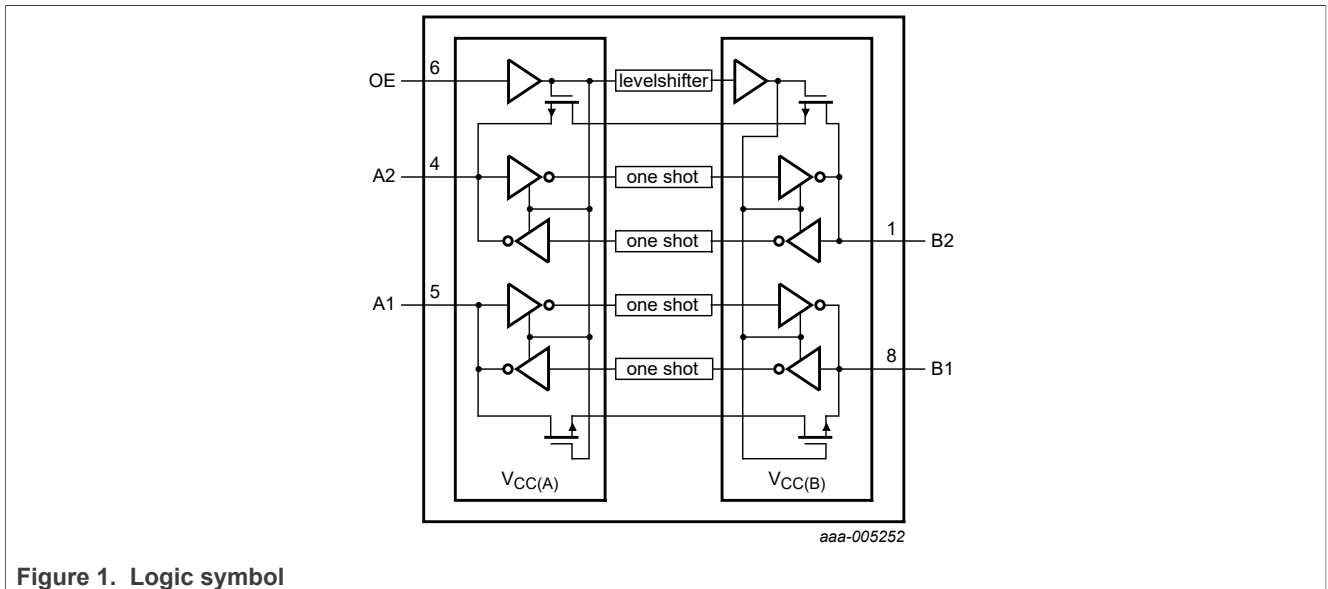 OE 6 levelshifter
A2 4 one shot
one shot 1 B2
A1 5 one shot
one shot 8 B1
VCC(A) VCC(B)
aaa-005252
Figure 1. Logic symbol